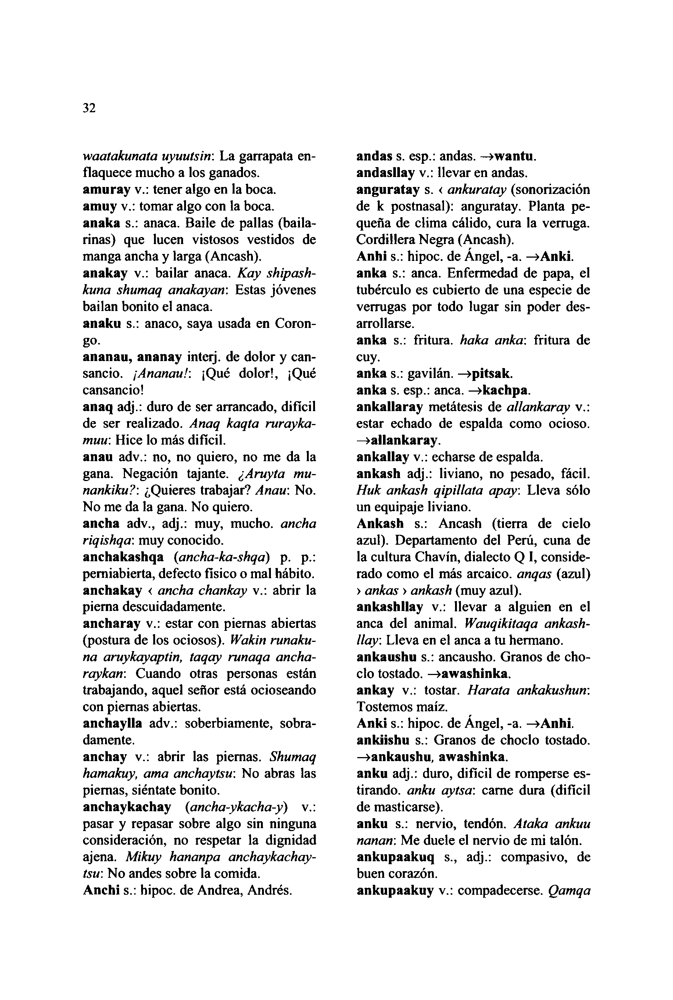 32
waatakunata uyuutsin: La garrapata en-
flaquece mucho a los ganados.
amuray v.: tener algo en la boca.
amuy v.: tomar algo con la boca.
anaka s.: anaca. Baile de pallas (baila-
rinas) que lucen vistosos vestidos de
manga ancha y larga (Ancash).
anakay v.: bailar anaca. Kay shipash-
kuna shumaq anakayan: Estas jóvenes
bailan bonito el anaca.
anaku s.: anaco, saya usada en Coron-
go.
ananau, ananay interj. de dolor y can-
sancio. ¡Ananau!: ¡Qué dolor!, ¡Qué
cansancio!
anaq adj.: duro de ser arrancado, difícil
de ser realizado. Anaq kaqta rurayka-
muu: Hice lo más difícil.
anau adv.: no, no quiero, no me da la
gana. Negación tajante. ¿Aruyta mu-
nankiku?: ¿Quieres trabajar? Anau: No.
No me da la gana. No quiero.
ancha adv., adj.: muy, mucho. ancha
riqishqa: muy conocido.
anchakashqa (ancha-ka-shqa) p. p.:
perniabierta, defecto físico o mal hábito.
anchakay ‹ ancha chankay v.: abrir la
pierna descuidadamente.
ancharay v.: estar con piernas abiertas
(postura de los ociosos). Wakin runaku-
na aruykayaptin, taqay runaqa ancha-
raykan: Cuando otras personas están
trabajando, aquel señor está ocioseando
con piernas abiertas.
anchaylla adv.: soberbiamente, sobra-
damente.
anchay v.: abrir las piernas. Shumaq
hamakuy, ama anchaytsu: No abras las
piernas, siéntate bonito.
anchaykachay (ancha-ykacha-y) v.:
pasar y repasar sobre algo sin ninguna
consideración, no respetar la dignidad
ajena. Mikuy hananpa anchaykachay-
tsu: No andes sobre la comida.
Anchi s.: hipoc. de Andrea, Andrés.
andas s. esp.: andas. →wantu.
andasllay v.: llevar en andas.
anguratay s. ‹ ankuratay (sonorización
de k postnasal): anguratay. Planta pe-
queña de clima cálido, cura la verruga.
Cordillera Negra (Ancash).
Anhi s.: hipoc. de Ángel, -a. →Anki.
anka s.: anca. Enfermedad de papa, el
tubérculo es cubierto de una especie de
verrugas por todo lugar sin poder des-
arrollarse.
anka s.: fritura. haka anka: fritura de
cuy.
anka s.: gavilán. →pitsak.
anka s. esp.: anca. →kachpa.
ankallaray metátesis de allankaray v.:
estar echado de espalda como ocioso.
→allankaray.
ankallay v.: echarse de espalda.
ankash adj.: liviano, no pesado, fácil.
Huk ankash qipillata apay: Lleva sólo
un equipaje liviano.
Ankash s.: Ancash (tierra de cielo
azul). Departamento del Perú, cuna de
la cultura Chavín, dialecto Q I, conside-
rado como el más arcaico. anqas (azul)
› ankas › ankash (muy azul).
ankashllay v.: llevar a alguien en el
anca del animal. Wauqikitaqa ankash-
llay: Lleva en el anca a tu hermano.
ankaushu s.: ancausho. Granos de cho-
clo tostado. →awashinka.
ankay v.: tostar. Harata ankakushun:
Tostemos maíz.
Anki s.: hipoc. de Ángel, -a. →Anhi.
ankiishu s.: Granos de choclo tostado.
→ankaushu, awashinka.
anku adj.: duro, difícil de romperse es-
tirando. anku aytsa: carne dura (difícil
de masticarse).
anku s.: nervio, tendón. Ataka ankuu
nanan: Me duele el nervio de mi talón.
ankupaakuq s., adj.: compasivo, de
buen corazón.
ankupaakuy v.: compadecerse. Qamqa